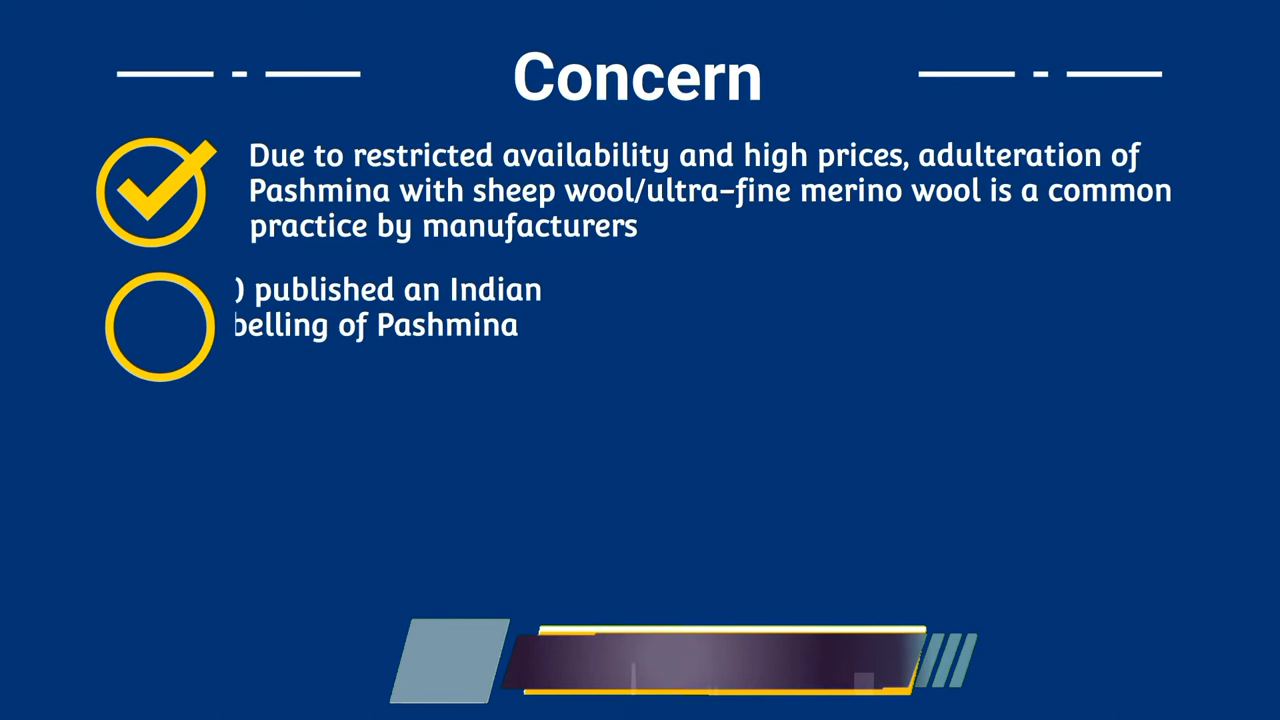 Concern
Due to restricted availability and high prices, adulteration of
Pashmina with sheep wool/ultra-fine merino wool is a common
practice by manufacturers
) published an Indian
belling of Pashmina